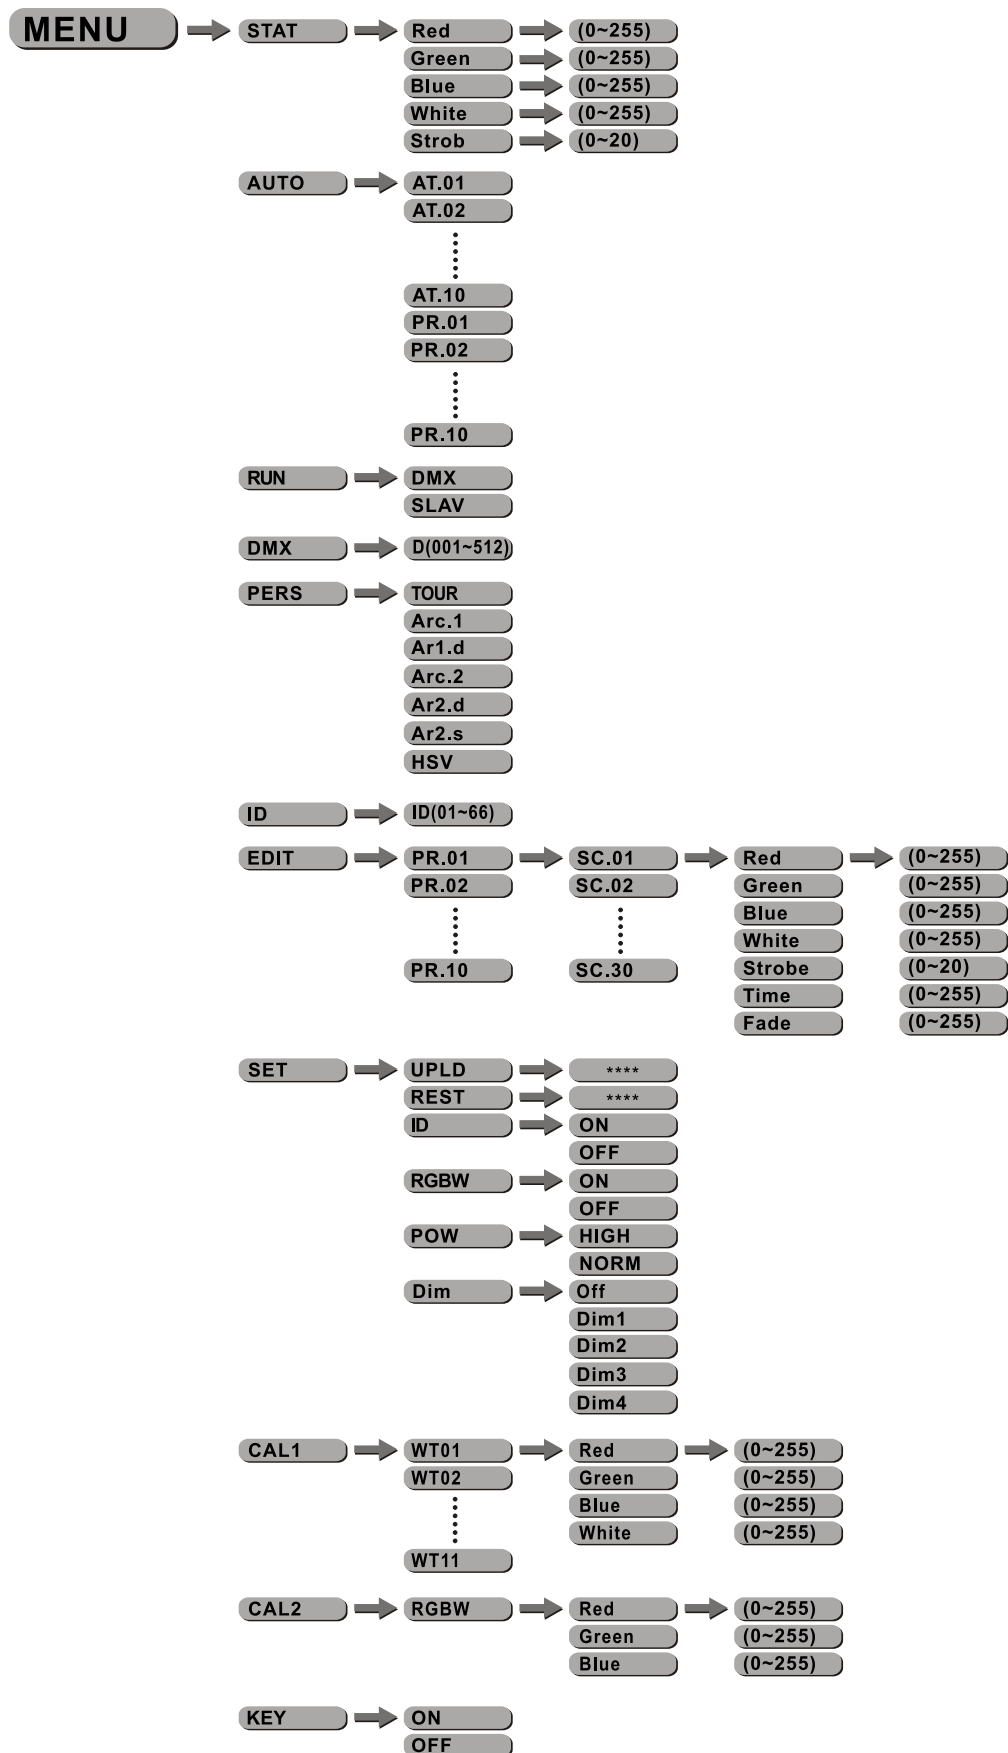 MENU STAT Red (0~255)
Green (0~255)
Blue (0~255)
White (0~255)
Strob (0~20)
AUTO AT.01
AT.02
AT.10
PR.01
PR.02
PR.10
RUN DMX
SLAV
DMX D(001~512)
PERS TOUR
Arc.1
Ar1.d
Arc.2
Ar2.d
Ar2.s
HSV
ID ID(01~66)
EDIT PR.01 SC.01 Red (0~255)
PR.02 SC.02 Green (0~255)
Blue (0~255)
White (0~255)
PR.10 SC.30 Strobe (0~20)
Time (0~255)
Fade (0~255)
SET UPLD ****
REST ****
ID ON
OFF
RGBW ON
OFF
POW HIGH
NORM
Dim Off
Dim1
Dim2
Dim3
Dim4
CAL1 WT01 Red (0~255)
WT02 Green (0~255)
Blue (0~255)
White (0~255)
WT11
CAL2 RGBW Red (0~255)
Green (0~255)
Blue (0~255)
KEY ON
OFF